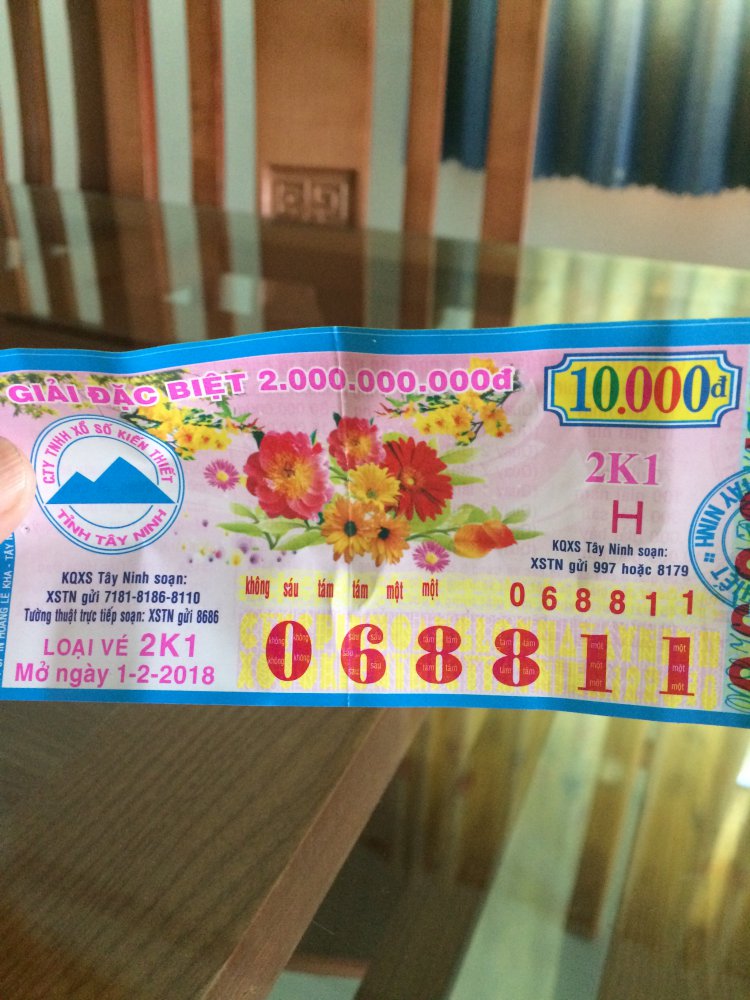 GIẢI ĐẶC BIỆT 2.000.000.000đ
10.000đ
CTY TNHH XỔ SỐ KIẾN THIẾT
TỈNH TÂY NINH
2K1
H
KQXS Tây Ninh soạn:
XSTN gửi 997 hoặc 8179
KQXS Tây Ninh soạn:
XSTN gửi 7181-8186-8110
Tường thuật trực tiếp soạn: XSTN gửi 8686
LOẠI VÉ 2K1
Mở ngày 1-2-2018
không sáu tám tám một một
068811
068811